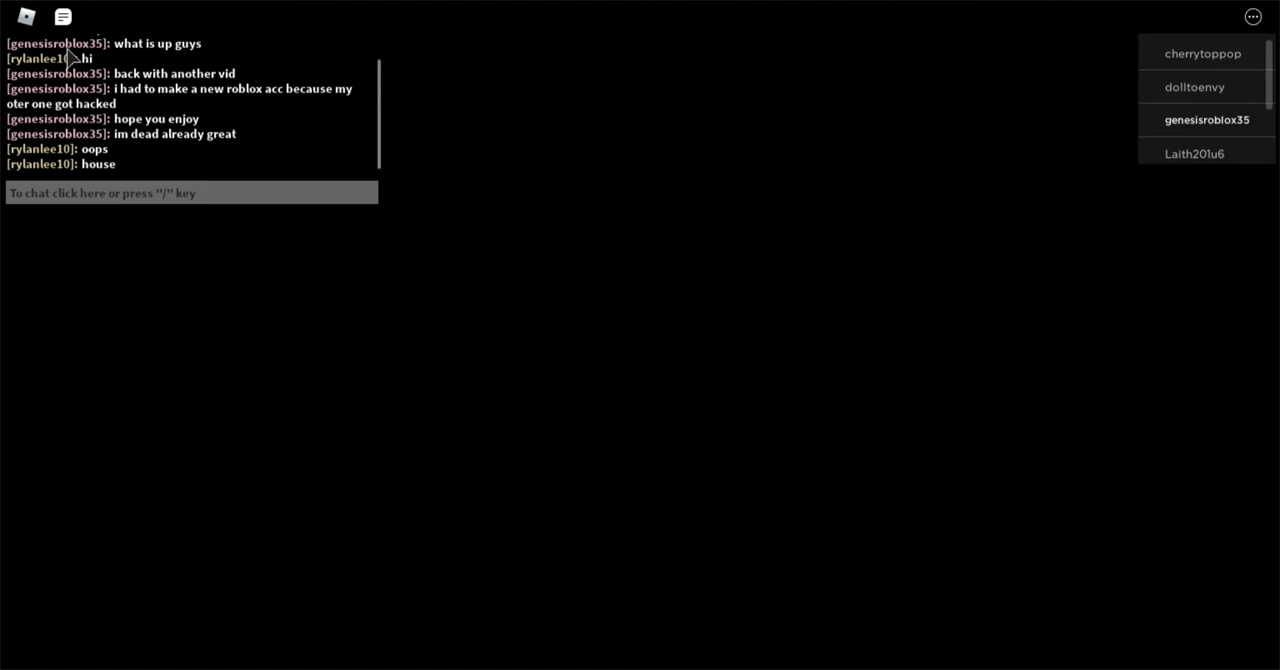 [genesisroblox35]: what is up guys
[rylanlee10]: hi
[genesisroblox35]: back with another vid
[genesisroblox35]: i had to make a new roblox acc because my
oter one got hacked
[genesisroblox35]: hope you enjoy
[genesisroblox35]: im dead already great
[rylanlee10]: oops
[rylanlee10]: house
To chat click here or press "/" key
cherrytoppop
dolltoenvy
genesisroblox35
Laith201u6